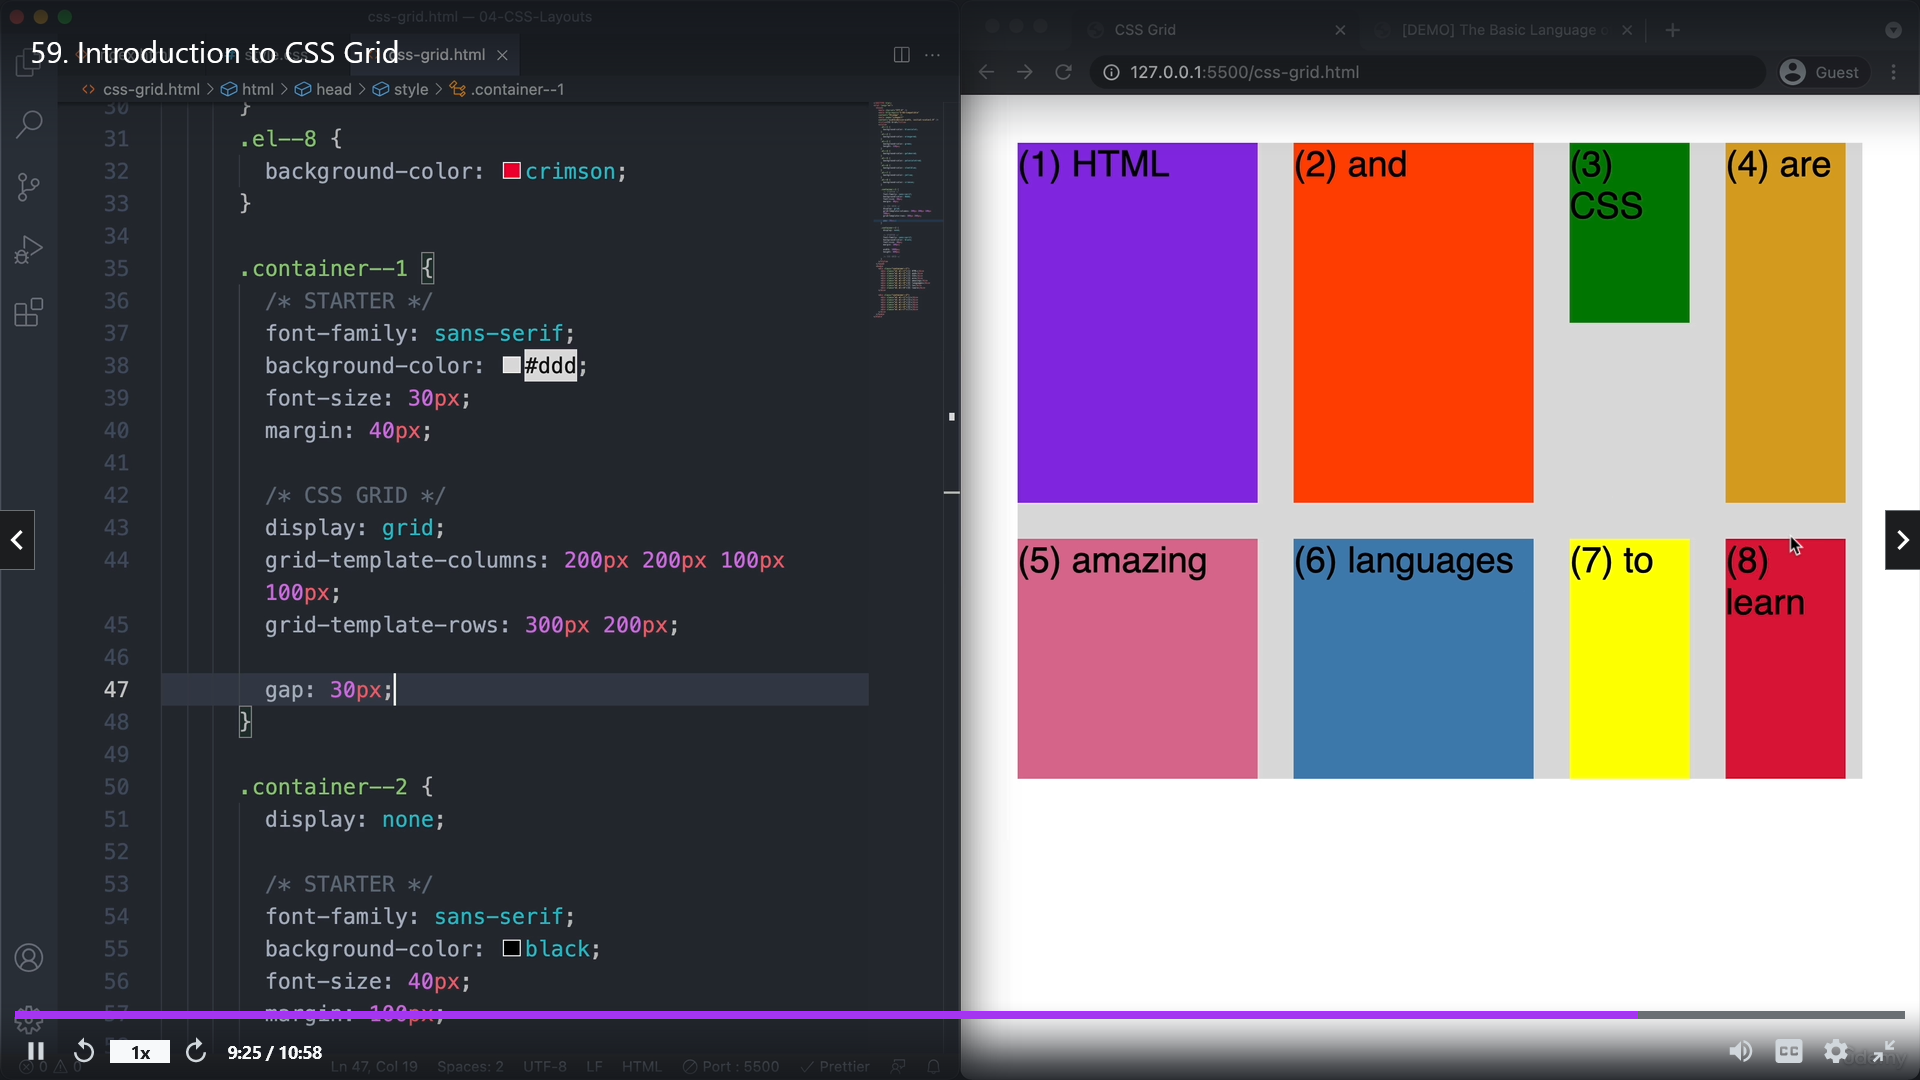 css-grid.html — 04-CSS-Layouts
59. Introduction to CSS Grid
css-grid.html
css-grid.html > html > head > style > .container--1
30 }
31 .el--8 {
32 background-color: crimson;
33 }
34
35 .container--1 {
36 /* STARTER */
37 font-family: sans-serif;
38 background-color: #ddd;
39 font-size: 30px;
40 margin: 40px;
41
42 /* CSS GRID */
43 display: grid;
44 grid-template-columns: 200px 200px 100px
100px;
45 grid-template-rows: 300px 200px;
46
47 gap: 30px;
48 }
49
50 .container--2 {
51 display: none;
52
53 /* STARTER */
54 font-family: sans-serif;
55 background-color: black;
56 font-size: 40px;
57 margin: 100px;
1x
9:25 / 10:58
0 0
Ln 47, Col 19 Spaces: 2 UTF-8 LF HTML Port : 5500 Prettier
CSS Grid
[DEMO] The Basic Language o
127.0.0.1:5500/css-grid.html
Guest
(1) HTML
(2) and
(3)
CSS
(4) are
(5) amazing
(6) languages
(7) to
(8)
learn
CC